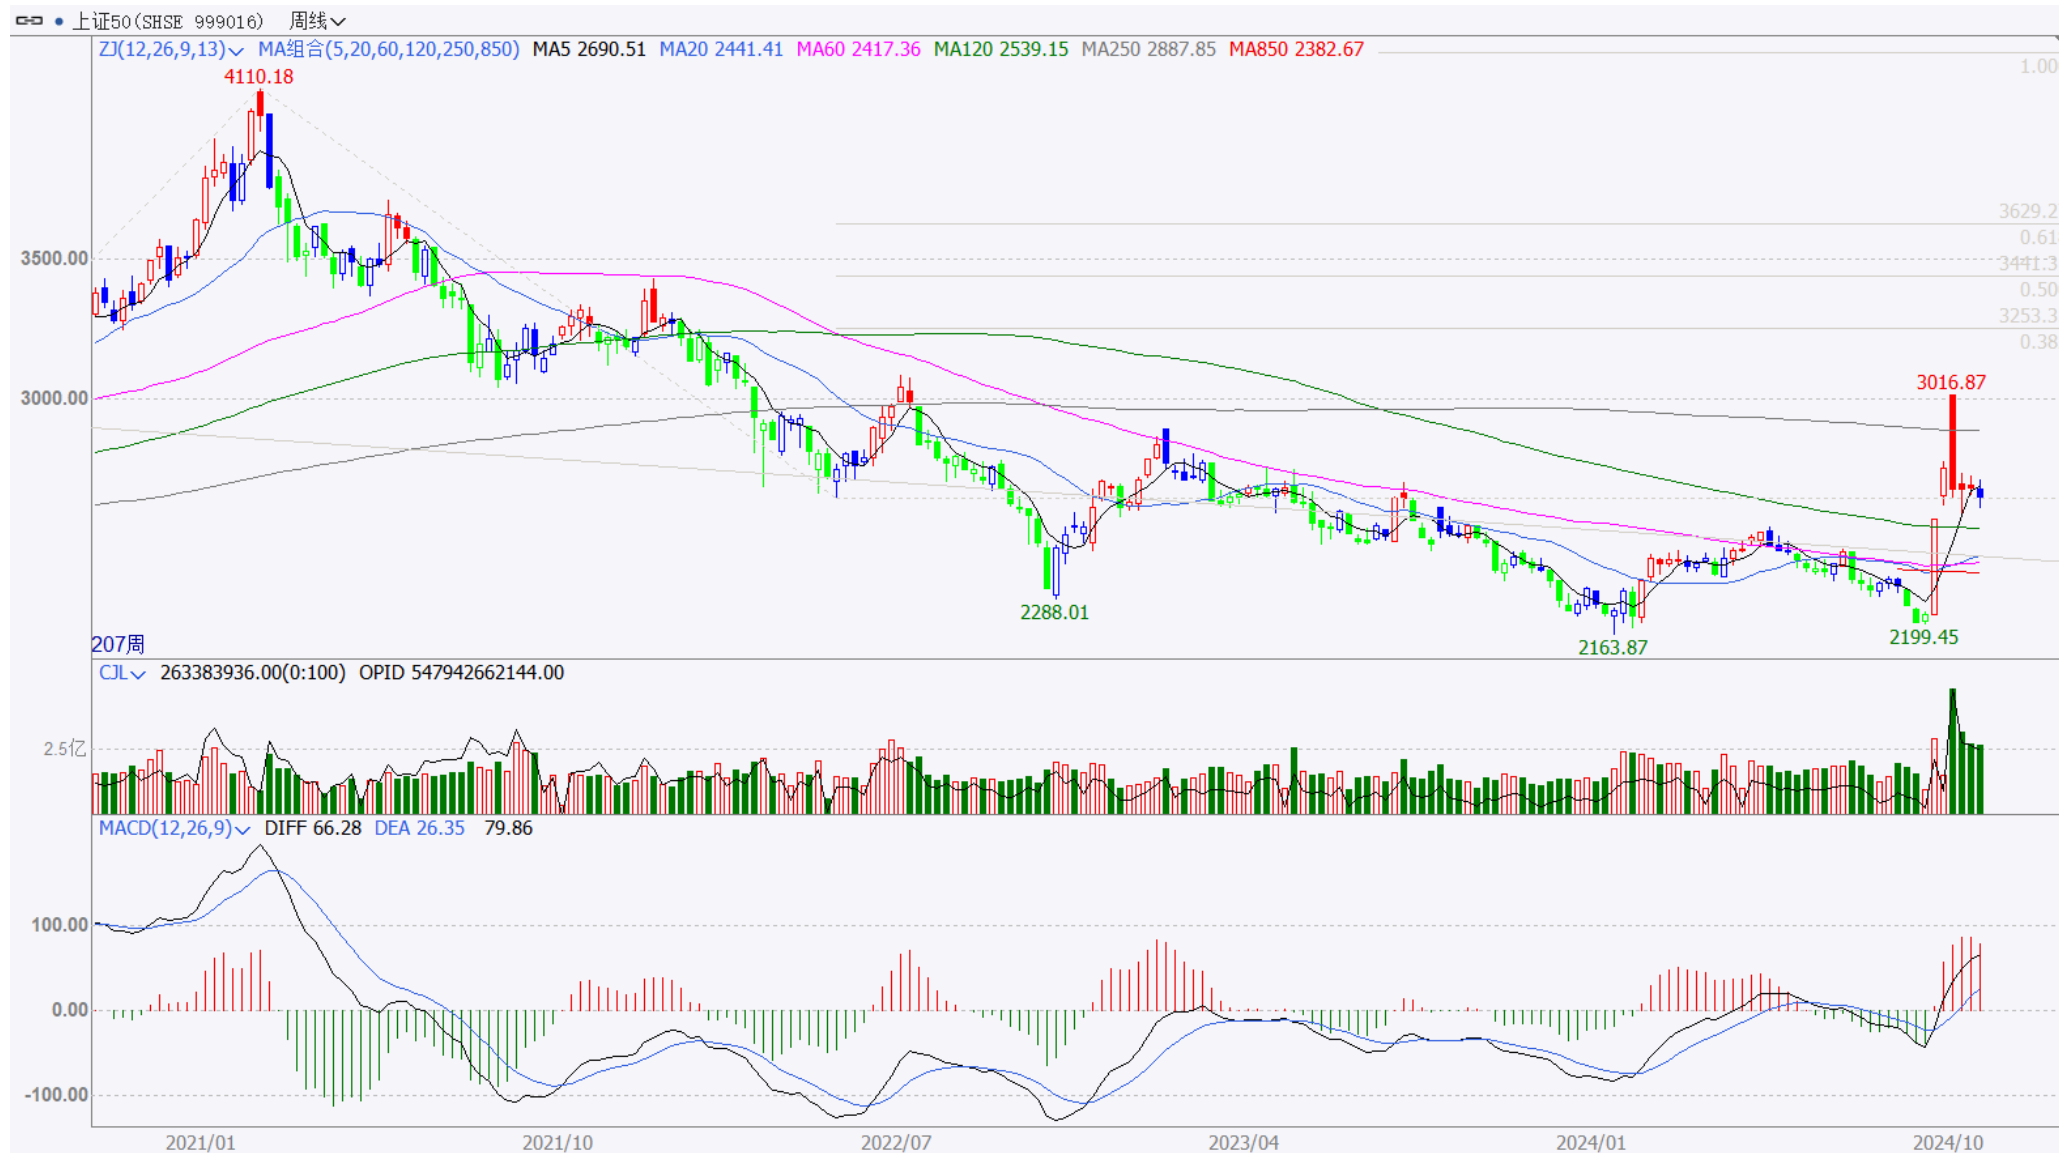 上证50(SHSE 999016) 周线
ZJ(12,26,9,13) MA组合(5,20,60,120,250,850) MA5 2690.51 MA20 2441.41 MA60 2417.36 MA120 2539.15 MA250 2887.85 MA850 2382.67
1.00
4110.18
3629.2
0.61
3500.00
3441.3
0.50
3253.3
0.38
3016.87
3000.00
2288.01
2199.45
2163.87
207周
CJL 263383936.00(0:100) OPID 547942662144.00
2.5亿
MACD(12,26,9) DIFF 66.28 DEA 26.35 79.86
100.00
0.00
-100.00
2021/01 2021/10 2022/07 2023/04 2024/01 2024/10